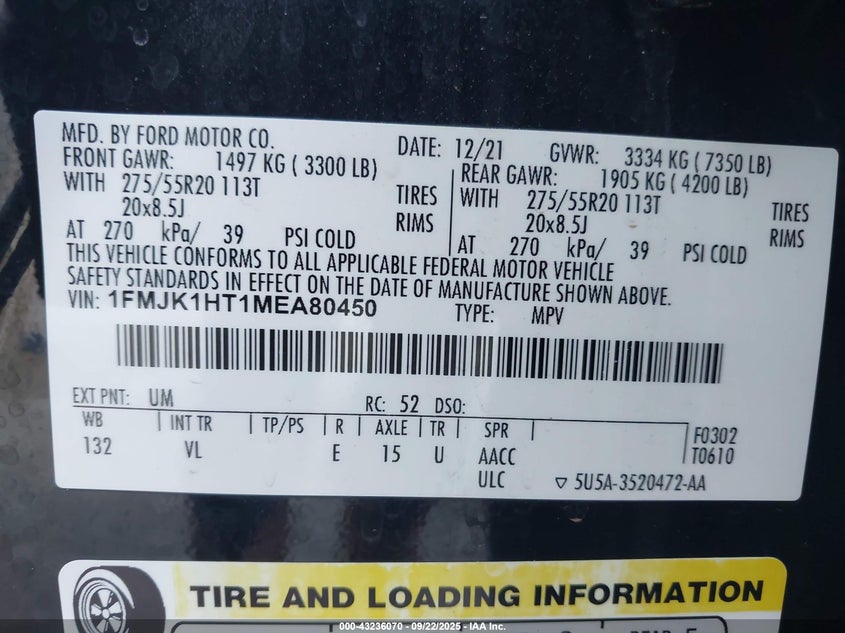 MFD. BY FORD MOTOR CO. DATE: 12/21 GVWR: 3334 KG ( 7350 LB)
FRONT GAWR: 1497 KG ( 3300 LB) REAR GAWR: 1905 KG ( 4200 LB)
WITH 275/55R20 113T TIRES WITH 275/55R20 113T TIRES
20x8.5J RIMS 20x8.5J RIMS
AT 270 kPa/ 39 PSI COLD AT 270 kPa/ 39 PSI COLD
THIS VEHICLE CONFORMS TO ALL APPLICABLE FEDERAL MOTOR VEHICLE
SAFETY STANDARDS IN EFFECT ON THE DATE OF MANUFACTURE SHOWN ABOVE.
VIN: 1FMJK1HT1MEA80450 TYPE: MPV
EXT PNT: UM RC: 52 DSO:
WB INT TR TP/PS R AXLE TR SPR F0302
132 VL E 15 U AACC T0610
ULC ▽ 5U5A-3520472-AA
TIRE AND LOADING INFORMATION
000-43236070 - 09/22/2025 - IAA Inc.